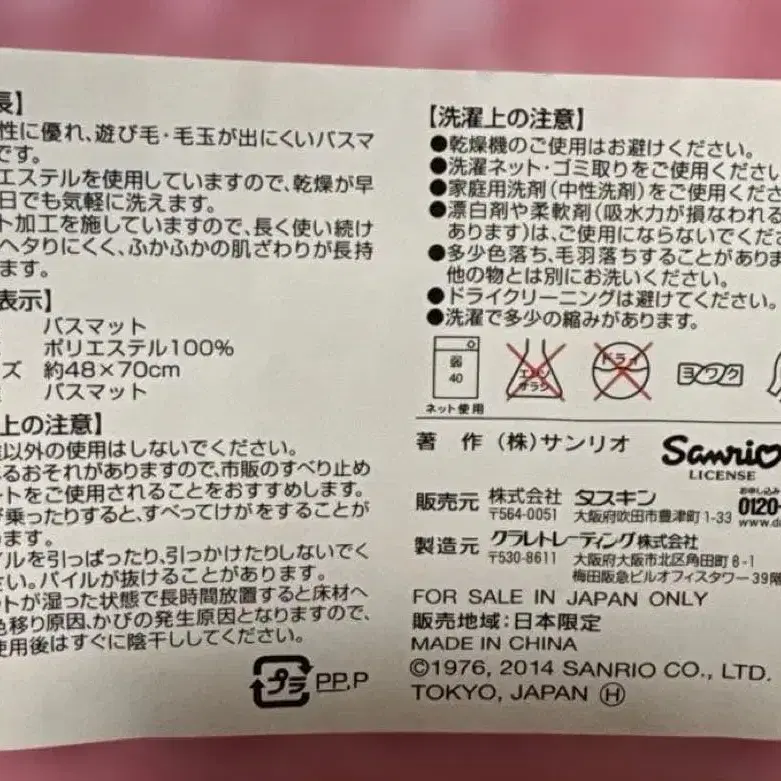 長】
性に優れ、遊び毛・毛玉が出にくいバスマ
です。
エステルを使用していますので、乾燥が早
日でも気軽に洗えます。
ト加工を施していますので、長く使い続け
ヘタりにくく、ふかふかの肌ざわりが長持
ます。
表示】
バスマット
ポリエステル100%
ズ 約48×70cm
バスマット
上の注意】
以外の使用はしないでください。
るおそれがありますので、市販のすべり止め
ートをご使用されることをおすすめします。
が乗ったりすると、すべってけがをすることが
ます。
イルを引っぱったり、引っかけたりしないでく
さい。パイルが抜けることがあります。
ットが湿った状態で長時間放置すると床材へ
色移り原因、かびの発生原因となりますので、
使用後はすぐに陰干ししてください。
プラ PP,P
【洗濯上の注意】
●乾燥機のご使用はお避けください。
●洗濯ネット・ゴミ取りをご使用ください
●家庭用洗剤(中性洗剤)をご使用くださ
●漂白剤や柔軟剤(吸水力が損なわれる
あります)は、ご使用にならないでくださ
●多少色落ち、毛羽落ちすることがありま
他の物とは別にお洗いください。
●ドライクリーニングは避けてください。
●洗濯で多少の縮みがあります。
弱 40 エンソ サラシ ドライ ヨワク
ネット使用
著 作 (株)サンリオ Sanrio
LICENSE
販売元 株式会社 ダスキン
〒564-0051 大阪府吹田市豊津町1-33
お申し込み
0120-
www.d
製造元 クラレトレーディング株式会社
〒530-8611 大阪府大阪市北区角田町8-1
梅田阪急ビルオフィスタワー39階
FOR SALE IN JAPAN ONLY
販売地域:日本限定
MADE IN CHINA
©1976, 2014 SANRIO CO., LTD.
TOKYO, JAPAN Ⓗ